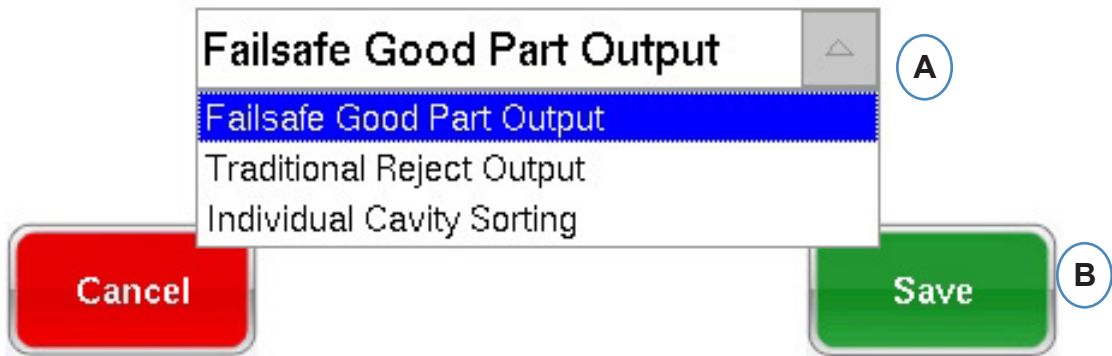 Failsafe Good Part Output
A
Failsafe Good Part Output
Traditional Reject Output
Individual Cavity Sorting
Cancel
Save
B